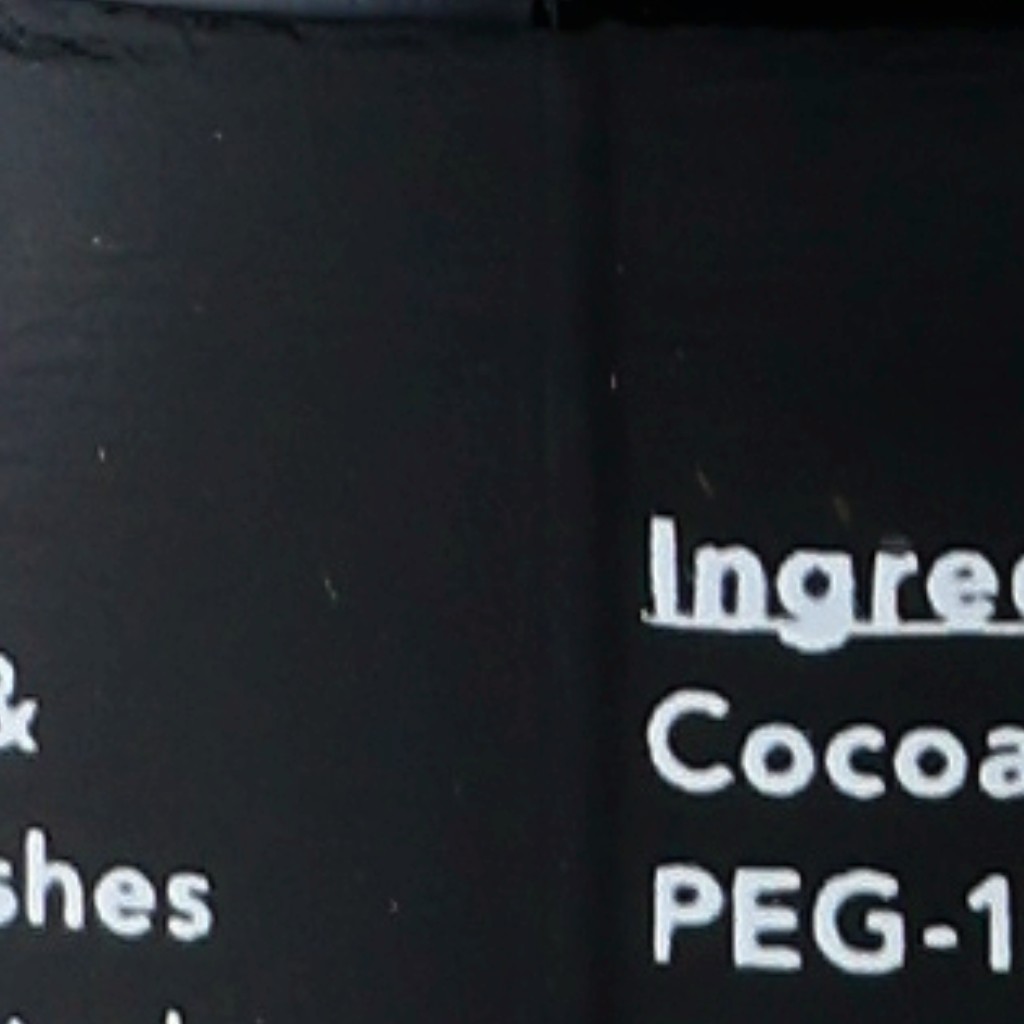 &
shes
Ingre
Cocoa
PEG-1